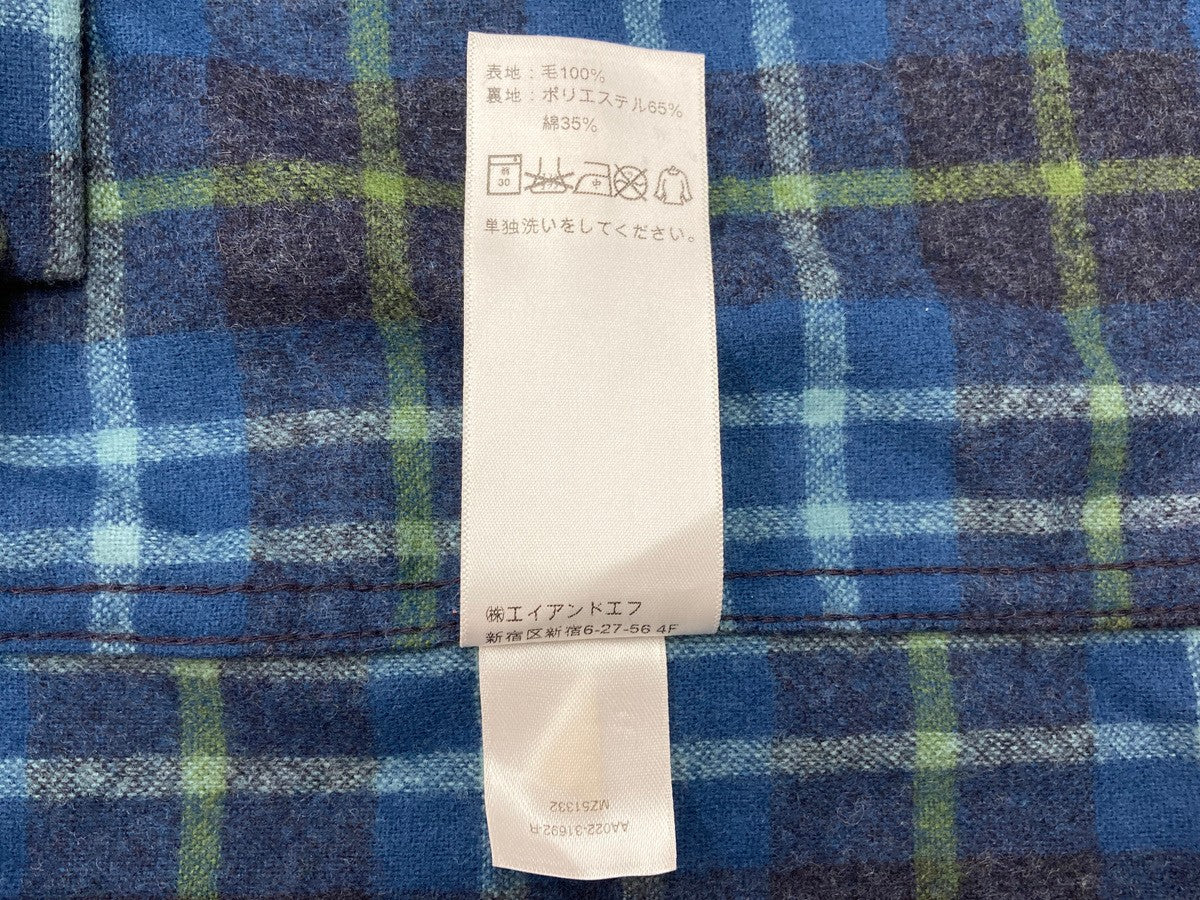 表地：毛100%
裏地：ポリエステル65%
綿35%
弱
30
中
単独洗いをしてください。
㈱エイアンドエフ
新宿区新宿6-27-56 4F
MZ51332
AA022-31692-R